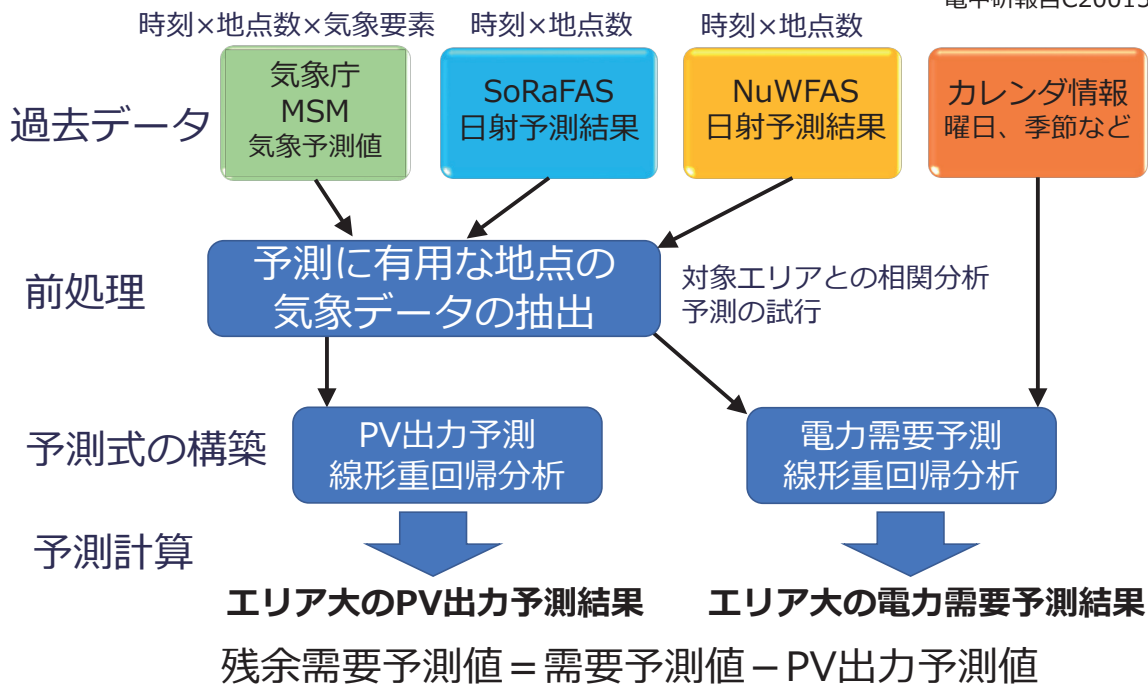 時刻×地点数×気象要素
時刻×地点数
時刻×地点数
過去データ
気象庁
MSM
気象予測値
SoRaFAS
日射予測結果
NuWFAS
日射予測結果
カレンダ情報
曜日、季節など
前処理
予測に有用な地点の
気象データの抽出
対象エリアとの相関分析
予測の試行
予測式の構築
PV出力予測
線形重回帰分析
電力需要予測
線形重回帰分析
予測計算
エリア大のPV出力予測結果
エリア大の電力需要予測結果
残余需要予測値＝需要予測値－PV出力予測値